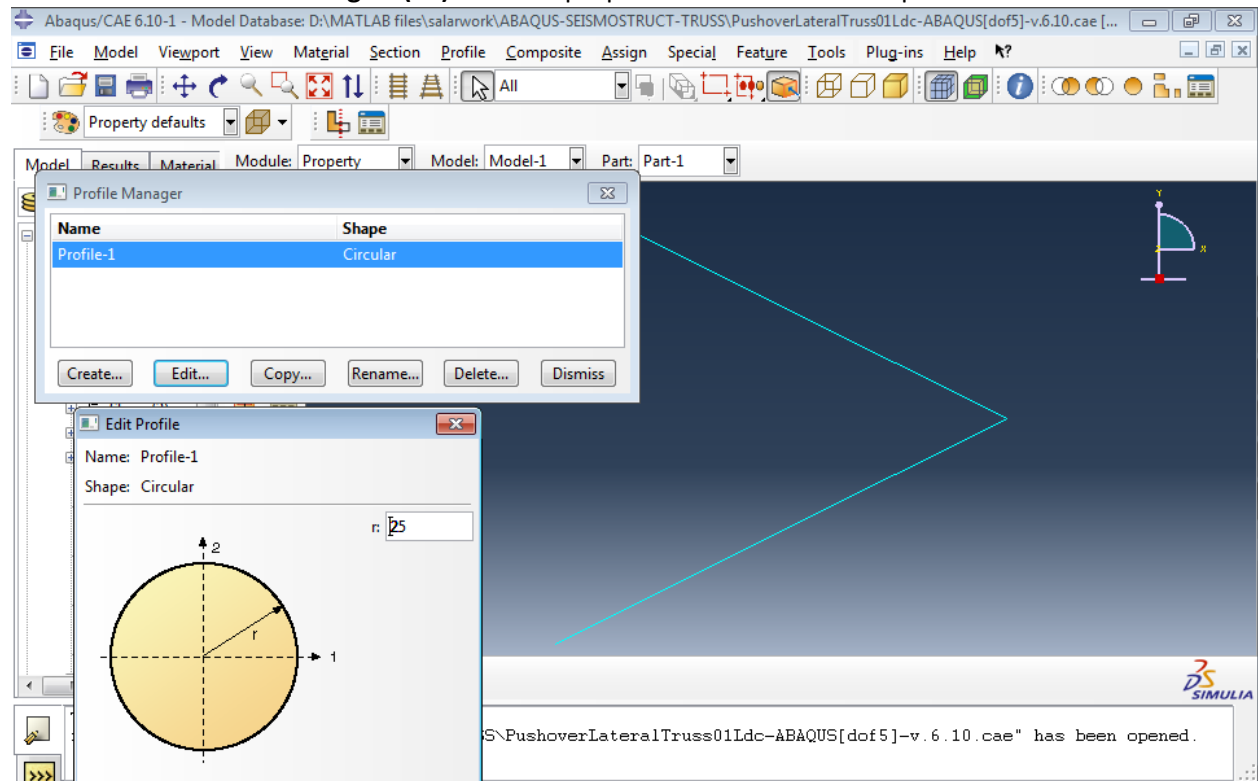 Abaqus/CAE 6.10-1 - Model Database: D:\MATLAB files\salarwork\ABAQUS-SEISMOSTRUCT-TRUSS\PushoverLateralTruss01Ldc-ABAQUS[dof5]-v.6.10.cae [...
File Model Viewport View Material Section Profile Composite Assign Special Feature Tools Plug-ins Help
All
Property defaults
Model Results Material Module: Property Model: Model-1 Part: Part-1
Profile Manager
Name Shape
Profile-1 Circular
Create... Edit... Copy... Rename... Delete... Dismiss
Edit Profile
Name: Profile-1
Shape: Circular
r: 25
2
r
1
Y
X
SIMULIA
S\PushoverLateralTruss01Ldc-ABAQUS[dof5]-v.6.10.cae" has been opened.
>>>